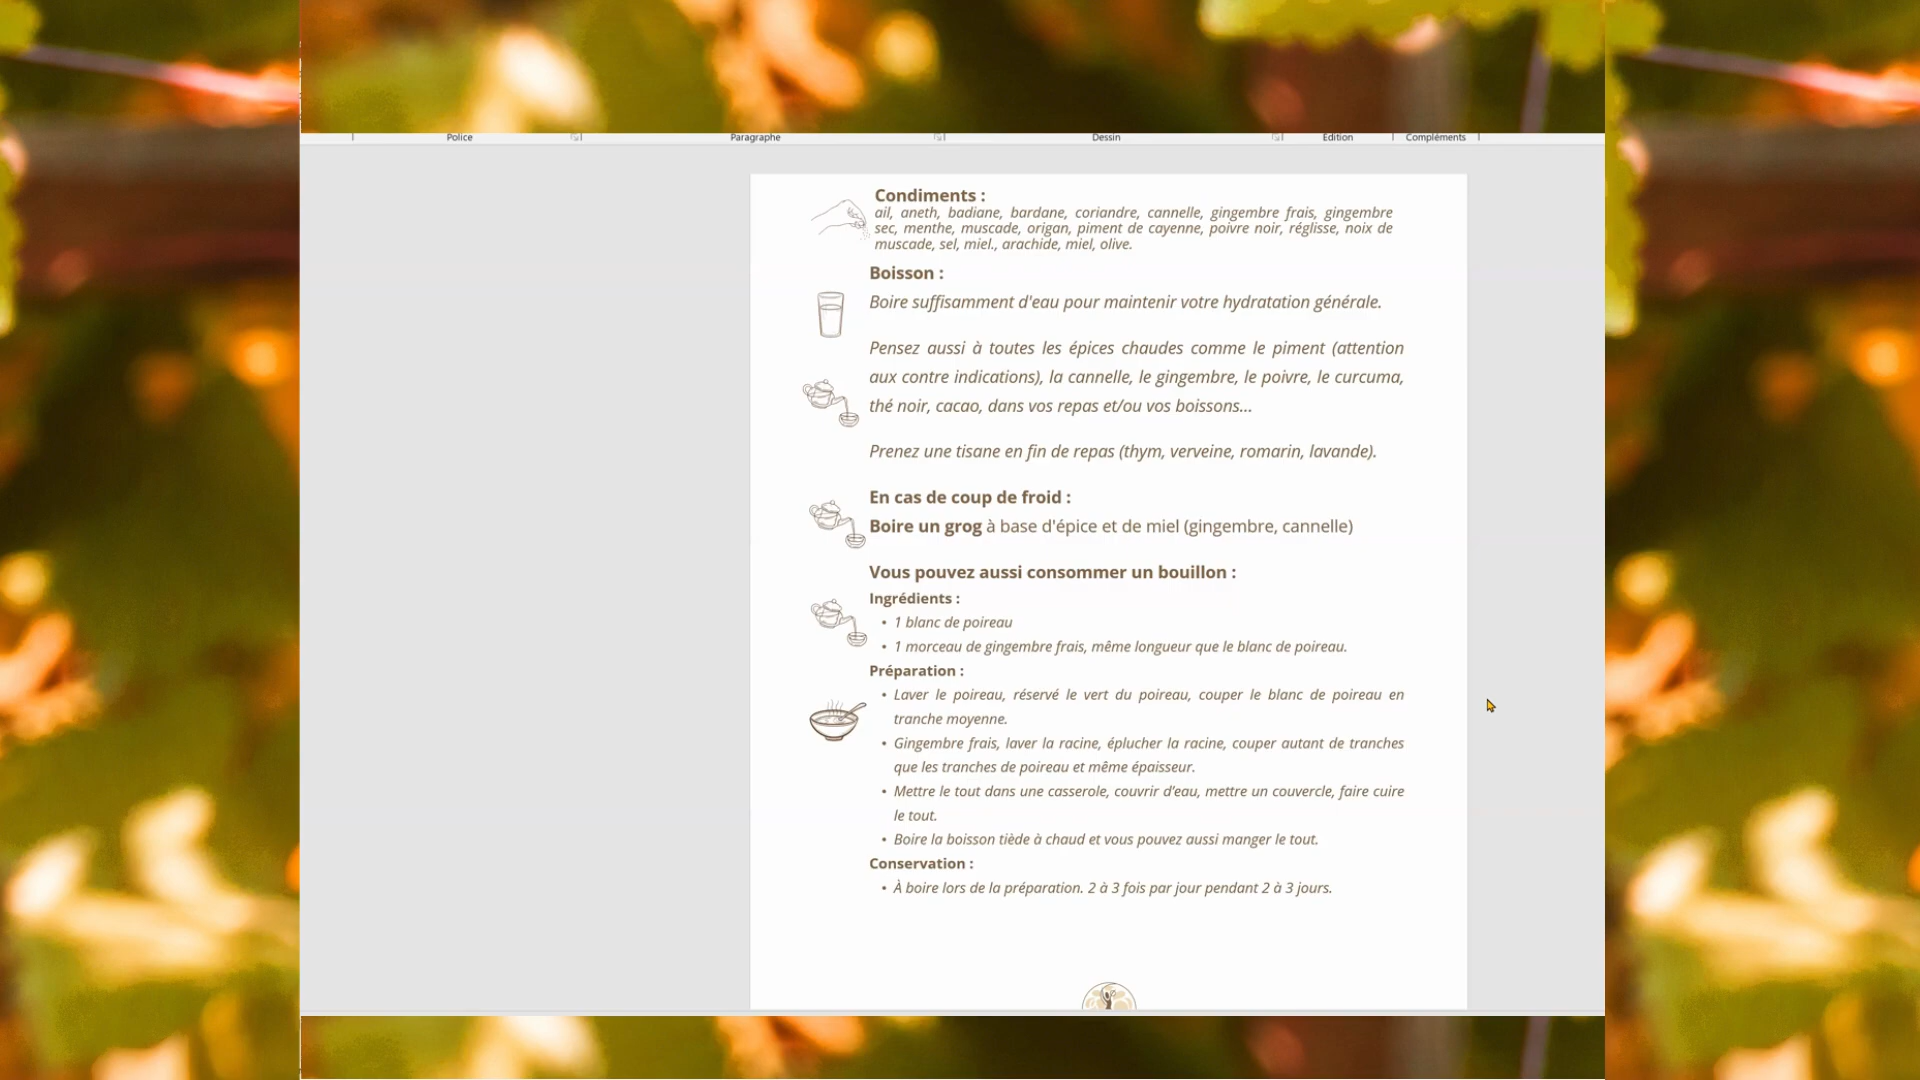 Police Paragraphe Dessin Edition Compléments
Condiments :
ail, aneth, badiane, bardane, coriandre, cannelle, gingembre frais, gingembre
sec, menthe, muscade, origan, piment de cayenne, poivre noir, réglisse, noix de
muscade, sel, miel., arachide, miel, olive.
Boisson :
Boire suffisamment d'eau pour maintenir votre hydratation générale.
Pensez aussi à toutes les épices chaudes comme le piment (attention
aux contre indications), la cannelle, le gingembre, le poivre, le curcuma,
thé noir, cacao, dans vos repas et/ou vos boissons...
Prenez une tisane en fin de repas (thym, verveine, romarin, lavande).
En cas de coup de froid :
Boire un grog à base d'épice et de miel (gingembre, cannelle)
Vous pouvez aussi consommer un bouillon :
Ingrédients :
• 1 blanc de poireau
• 1 morceau de gingembre frais, même longueur que le blanc de poireau.
Préparation :
• Laver le poireau, réservé le vert du poireau, couper le blanc de poireau en
tranche moyenne.
• Gingembre frais, laver la racine, éplucher la racine, couper autant de tranches
que les tranches de poireau et même épaisseur.
• Mettre le tout dans une casserole, couvrir d'eau, mettre un couvercle, faire cuire
le tout.
• Boire la boisson tiède à chaud et vous pouvez aussi manger le tout.
Conservation :
• À boire lors de la préparation. 2 à 3 fois par jour pendant 2 à 3 jours.